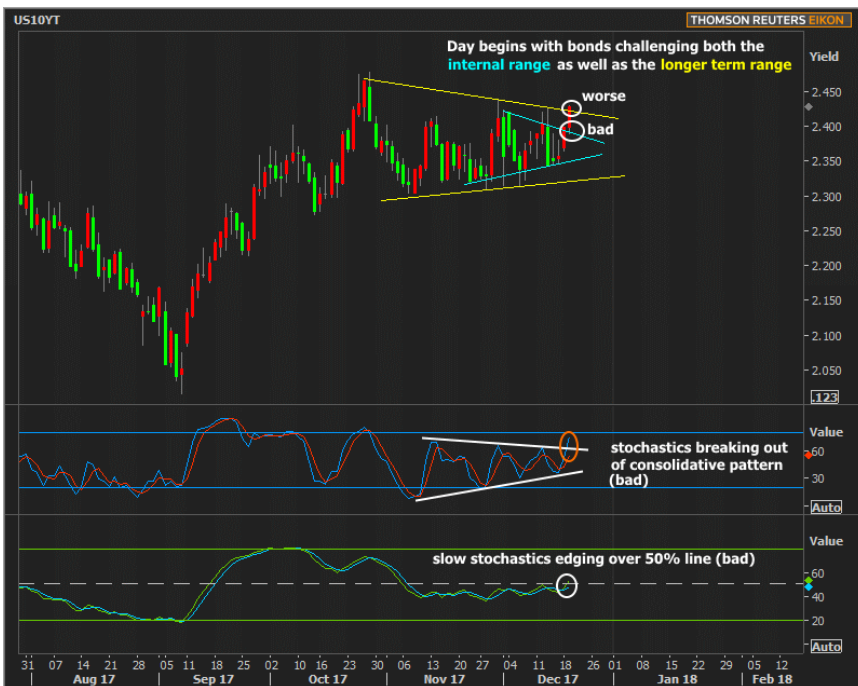 US10YT
THOMSON REUTERS EIKON
Day begins with bonds challenging both the
internal range as well as the longer term range
Yield
worse
bad
2.450
2.400
2.350
2.300
2.250
2.200
2.150
2.100
2.050
.123
Value
60
30
Auto
stochastics breaking out
of consolidative pattern
(bad)
Value
60
40
20
Auto
slow stochastics edging over 50% line (bad)
31 07 14 21 28 05 11 18 25 02 10 16 23 30 06 13 20 27 04 11 18 26 01 08 15 22 29 05 12
Aug 17 Sep 17 Oct 17 Nov 17 Dec 17 Jan 18 Feb 18